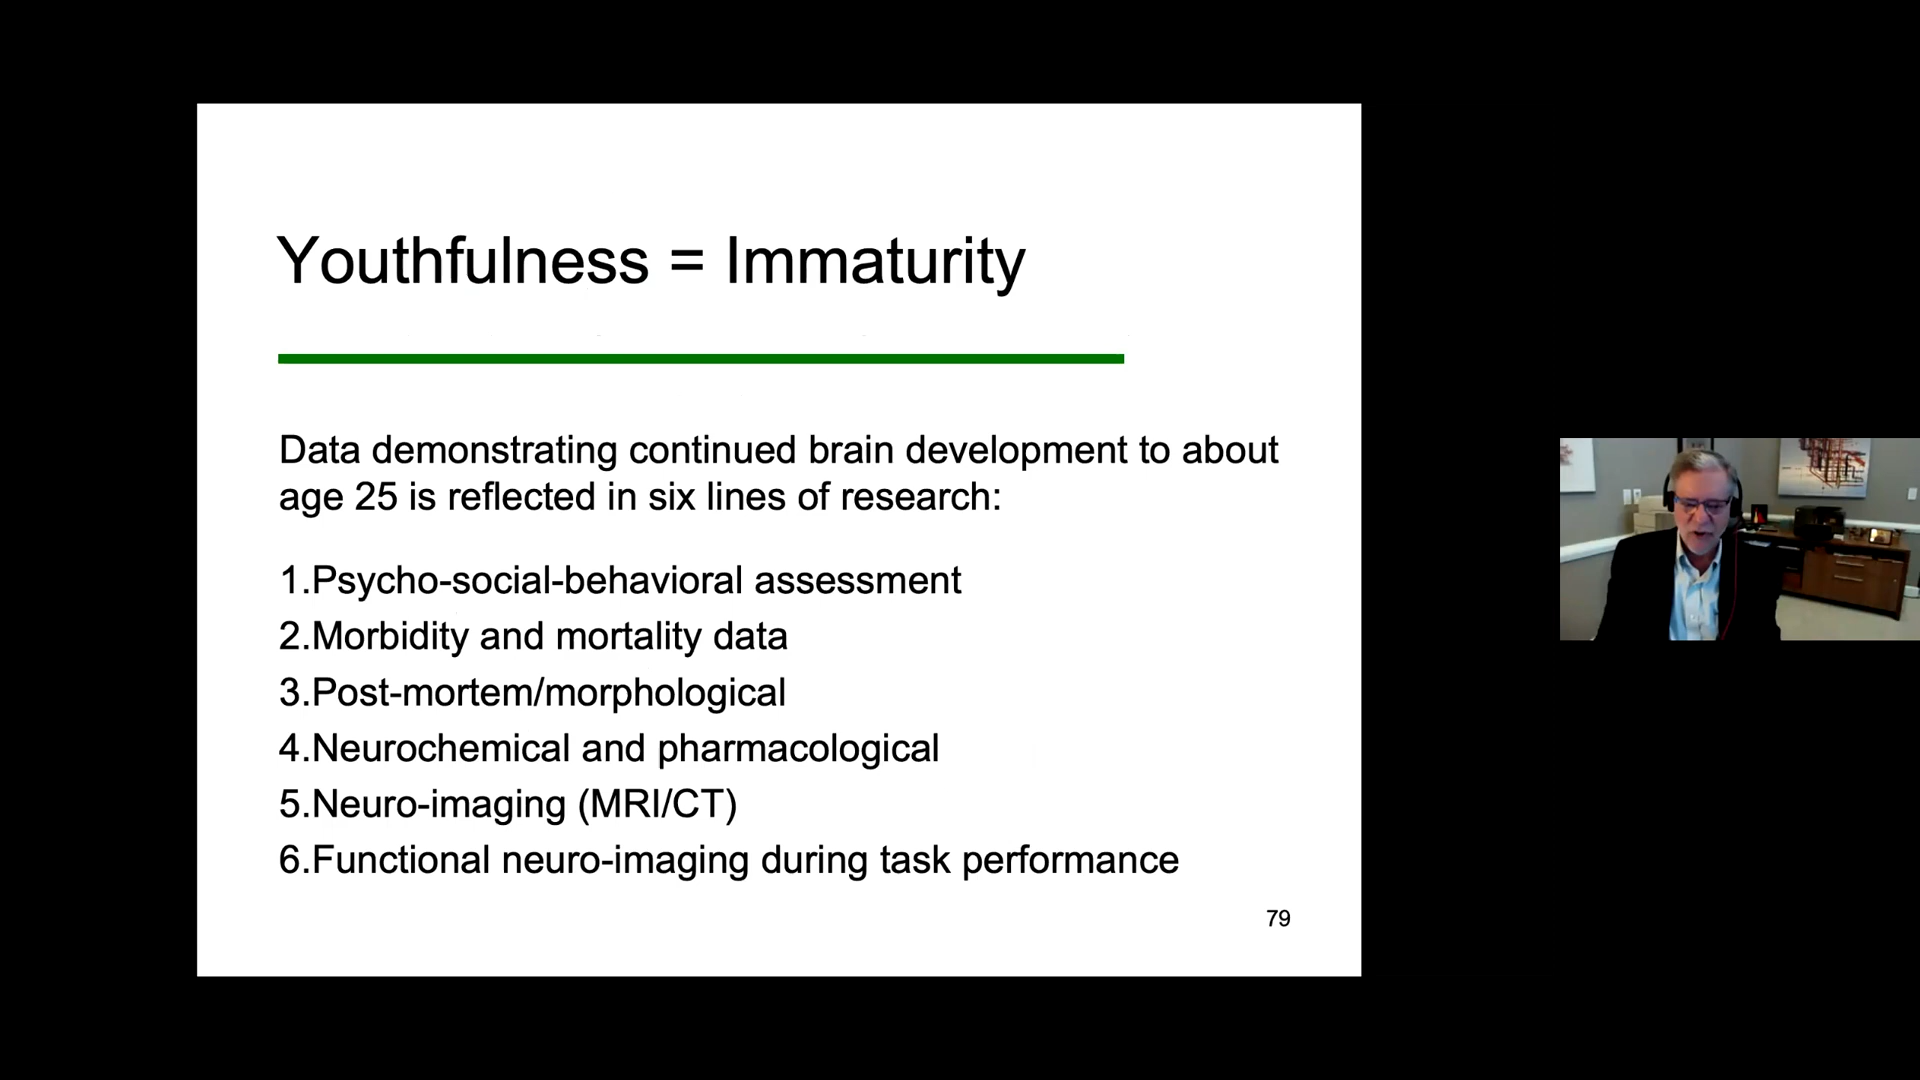 Youthfulness = Immaturity
Data demonstrating continued brain development to about
age 25 is reflected in six lines of research:
1.Psycho-social-behavioral assessment
2.Morbidity and mortality data
3.Post-mortem/morphological
4.Neurochemical and pharmacological
5.Neuro-imaging (MRI/CT)
6.Functional neuro-imaging during task performance
79